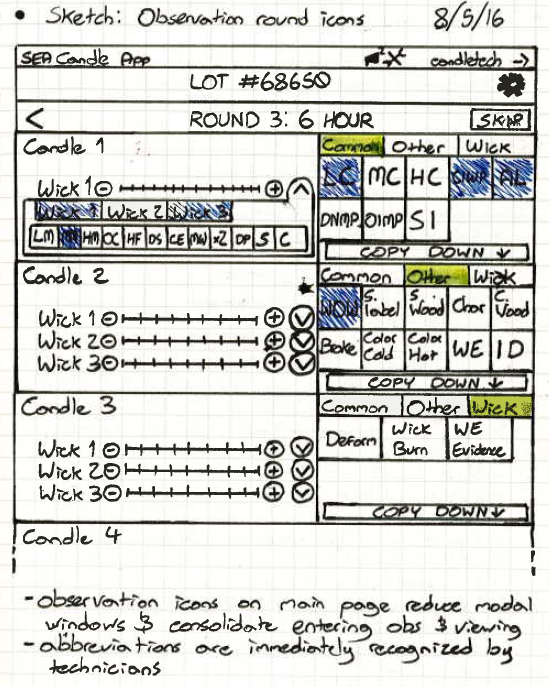 • Sketch: Observation round icons 8/5/16
SEA Candle App candletech →
LOT #68650
< ROUND 3: 6 HOUR SKIP
Candle 1
Common Other Wick
Wick 1
LC MC HC OIWP AL
Wick 1 Wick 2 Wick 3
DNMP OIMP SI
LM HM OC HF DS CE MW x2 DP S C
COPY DOWN ↓
Candle 2
Common Other Wick
Wick 1
Wick 2
Wick 3
WOW S. label S. Wood Char C. Wood
Broke Color Cold Color Hot WE ID
COPY DOWN ↓
Candle 3
Common Other Wick
Wick 1
Wick 2
Wick 3
Deform Wick Burn WE Evidence
COPY DOWN ↓
Candle 4
- observation icons on main page reduce modal
windows & consolidate entering obs & viewing
- abbreviations are immediately recognized by
technicians